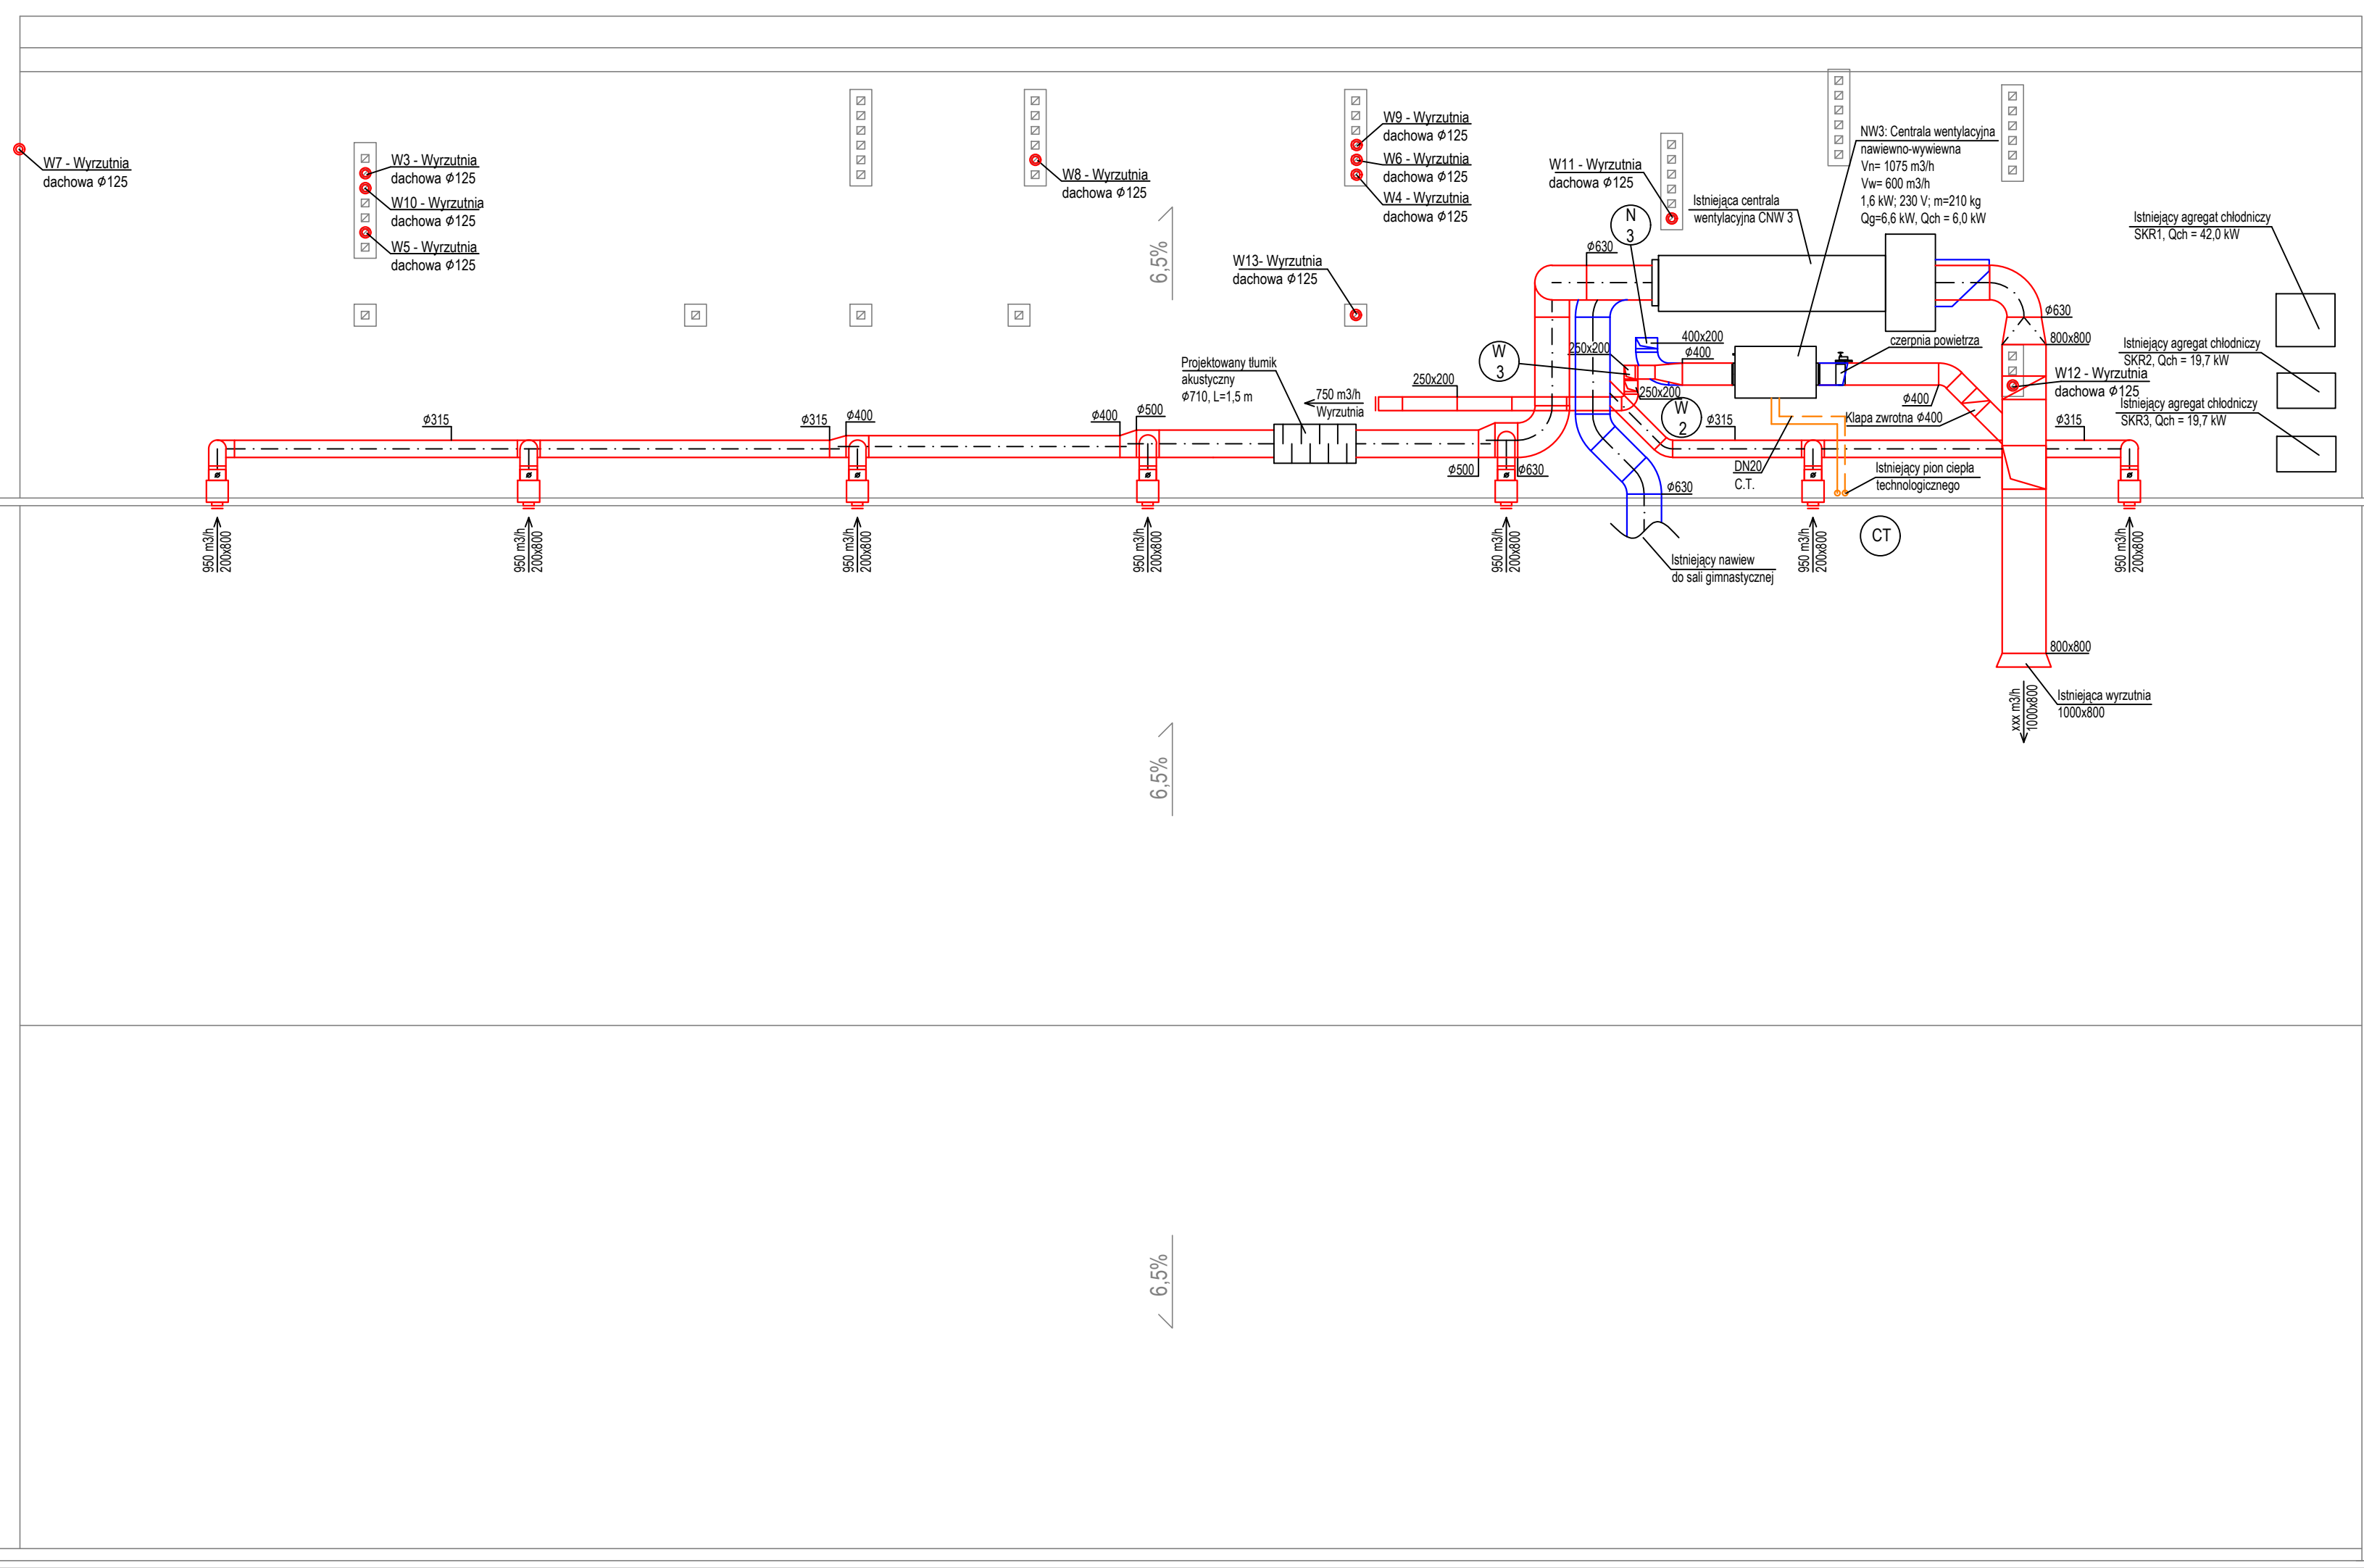 W7 - Wyrzutnia
dachowa ϕ125
W3 - Wyrzutnia
dachowa ϕ125
W10 - Wyrzutnia
dachowa ϕ125
W5 - Wyrzutnia
dachowa ϕ125
W8 - Wyrzutnia
dachowa ϕ125
W9 - Wyrzutnia
dachowa ϕ125
W6 - Wyrzutnia
dachowa ϕ125
W4 - Wyrzutnia
dachowa ϕ125
W11 - Wyrzutnia
dachowa ϕ125
W13- Wyrzutnia
dachowa ϕ125
6,5%
N
3
Istniejąca centrala
wentylacyjna CNW 3
NW3: Centrala wentylacyjna
nawiewno-wywiewna
Vn= 1075 m3/h
Vw= 600 m3/h
1,6 kW; 230 V; m=210 kg
Qg=6,6 kW, Qch = 6,0 kW
Istniejący agregat chłodniczy
SKR1, Qch = 42,0 kW
Istniejący agregat chłodniczy
SKR2, Qch = 19,7 kW
Istniejący agregat chłodniczy
SKR3, Qch = 19,7 kW
ϕ630
ϕ630
800x800
W12 - Wyrzutnia
dachowa ϕ125
czerpnia powietrza
400x200
250x200
ϕ400
W
3
250x200
250x200
W
2
Projektowany tłumik
akustyczny
ϕ710, L=1,5 m
750 m3/h
Wyrzutnia
ϕ315
ϕ315
ϕ400
ϕ400
ϕ500
ϕ500
ϕ630
ϕ315
ϕ400
Klapa zwrotna ϕ400
ϕ315
DN20
C.T.
Istniejący pion ciepła
technologicznego
ϕ630
CT
Istniejący nawiew
do sali gimnastycznej
950 m3/h
200x800
950 m3/h
200x800
950 m3/h
200x800
950 m3/h
200x800
950 m3/h
200x800
950 m3/h
200x800
950 m3/h
200x800
800x800
Istniejąca wyrzutnia
1000x800
xxx m3/h
1000x800
6,5%
6,5%